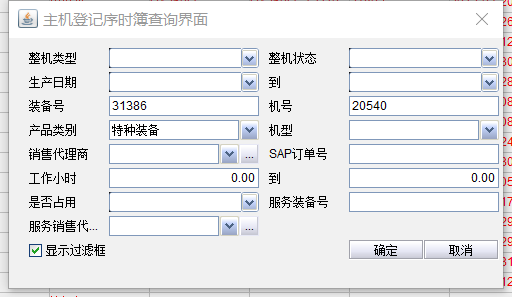 主机登记序时簿查询界面
整机类型 整机状态
生产日期 到
装备号 31386 机号 20540
产品类别 特种装备 机型
销售代理商 ... SAP订单号
工作小时 0.00 到 0.00
是否占用 服务装备号
服务销售代... ...
显示过滤框 确定 取消